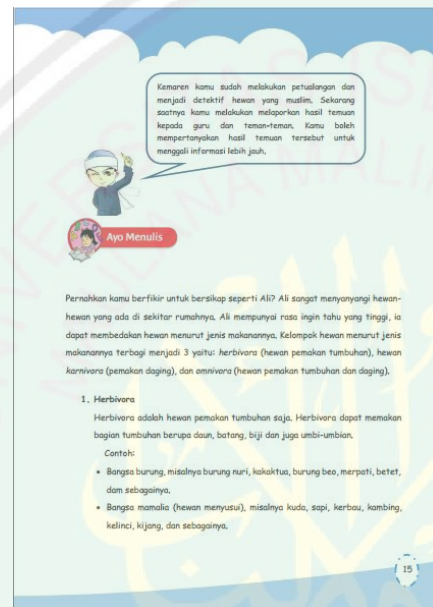 Kemaren kamu sudah melakukan petualangan dan
menjadi detektif hewan yang muslim. Sekarang
saatnya kamu melakukan melaporkan hasil temuan
kepada guru dan teman-teman. Kamu boleh
mempertanyakan hasil temuan tersebut untuk
menggali informasi lebih jauh.
Ayo Menulis
Pernahkan kamu berfikir untuk bersikap seperti Ali? Ali sangat menyanyangi hewan-
hewan yang ada di sekitar rumahnya. Ali mempunyai rasa ingin tahu yang tinggi, ia
dapat membedakan hewan menurut jenis makanannya. Kelompok hewan menurut jenis
makanannya terbagi menjadi 3 yaitu: herbivora (hewan pemakan tumbuhan), hewan
karnivora (pemakan daging), dan omnivora (hewan pemakan tumbuhan dan daging).
1. Herbivora
Herbivora adalah hewan pemakan tumbuhan saja. Herbivora dapat memakan
bagian tumbuhan berupa daun, batang, biji dan juga umbi-umbian.
Contoh:
• Bangsa burung, misalnya burung nuri, kakaktua, burung beo, merpati, betet,
dam sebagainya.
• Bangsa mamalia (hewan menyusui), misalnya kuda, sapi, kerbau, kambing,
kelinci, kijang, dan sebagainya.
15